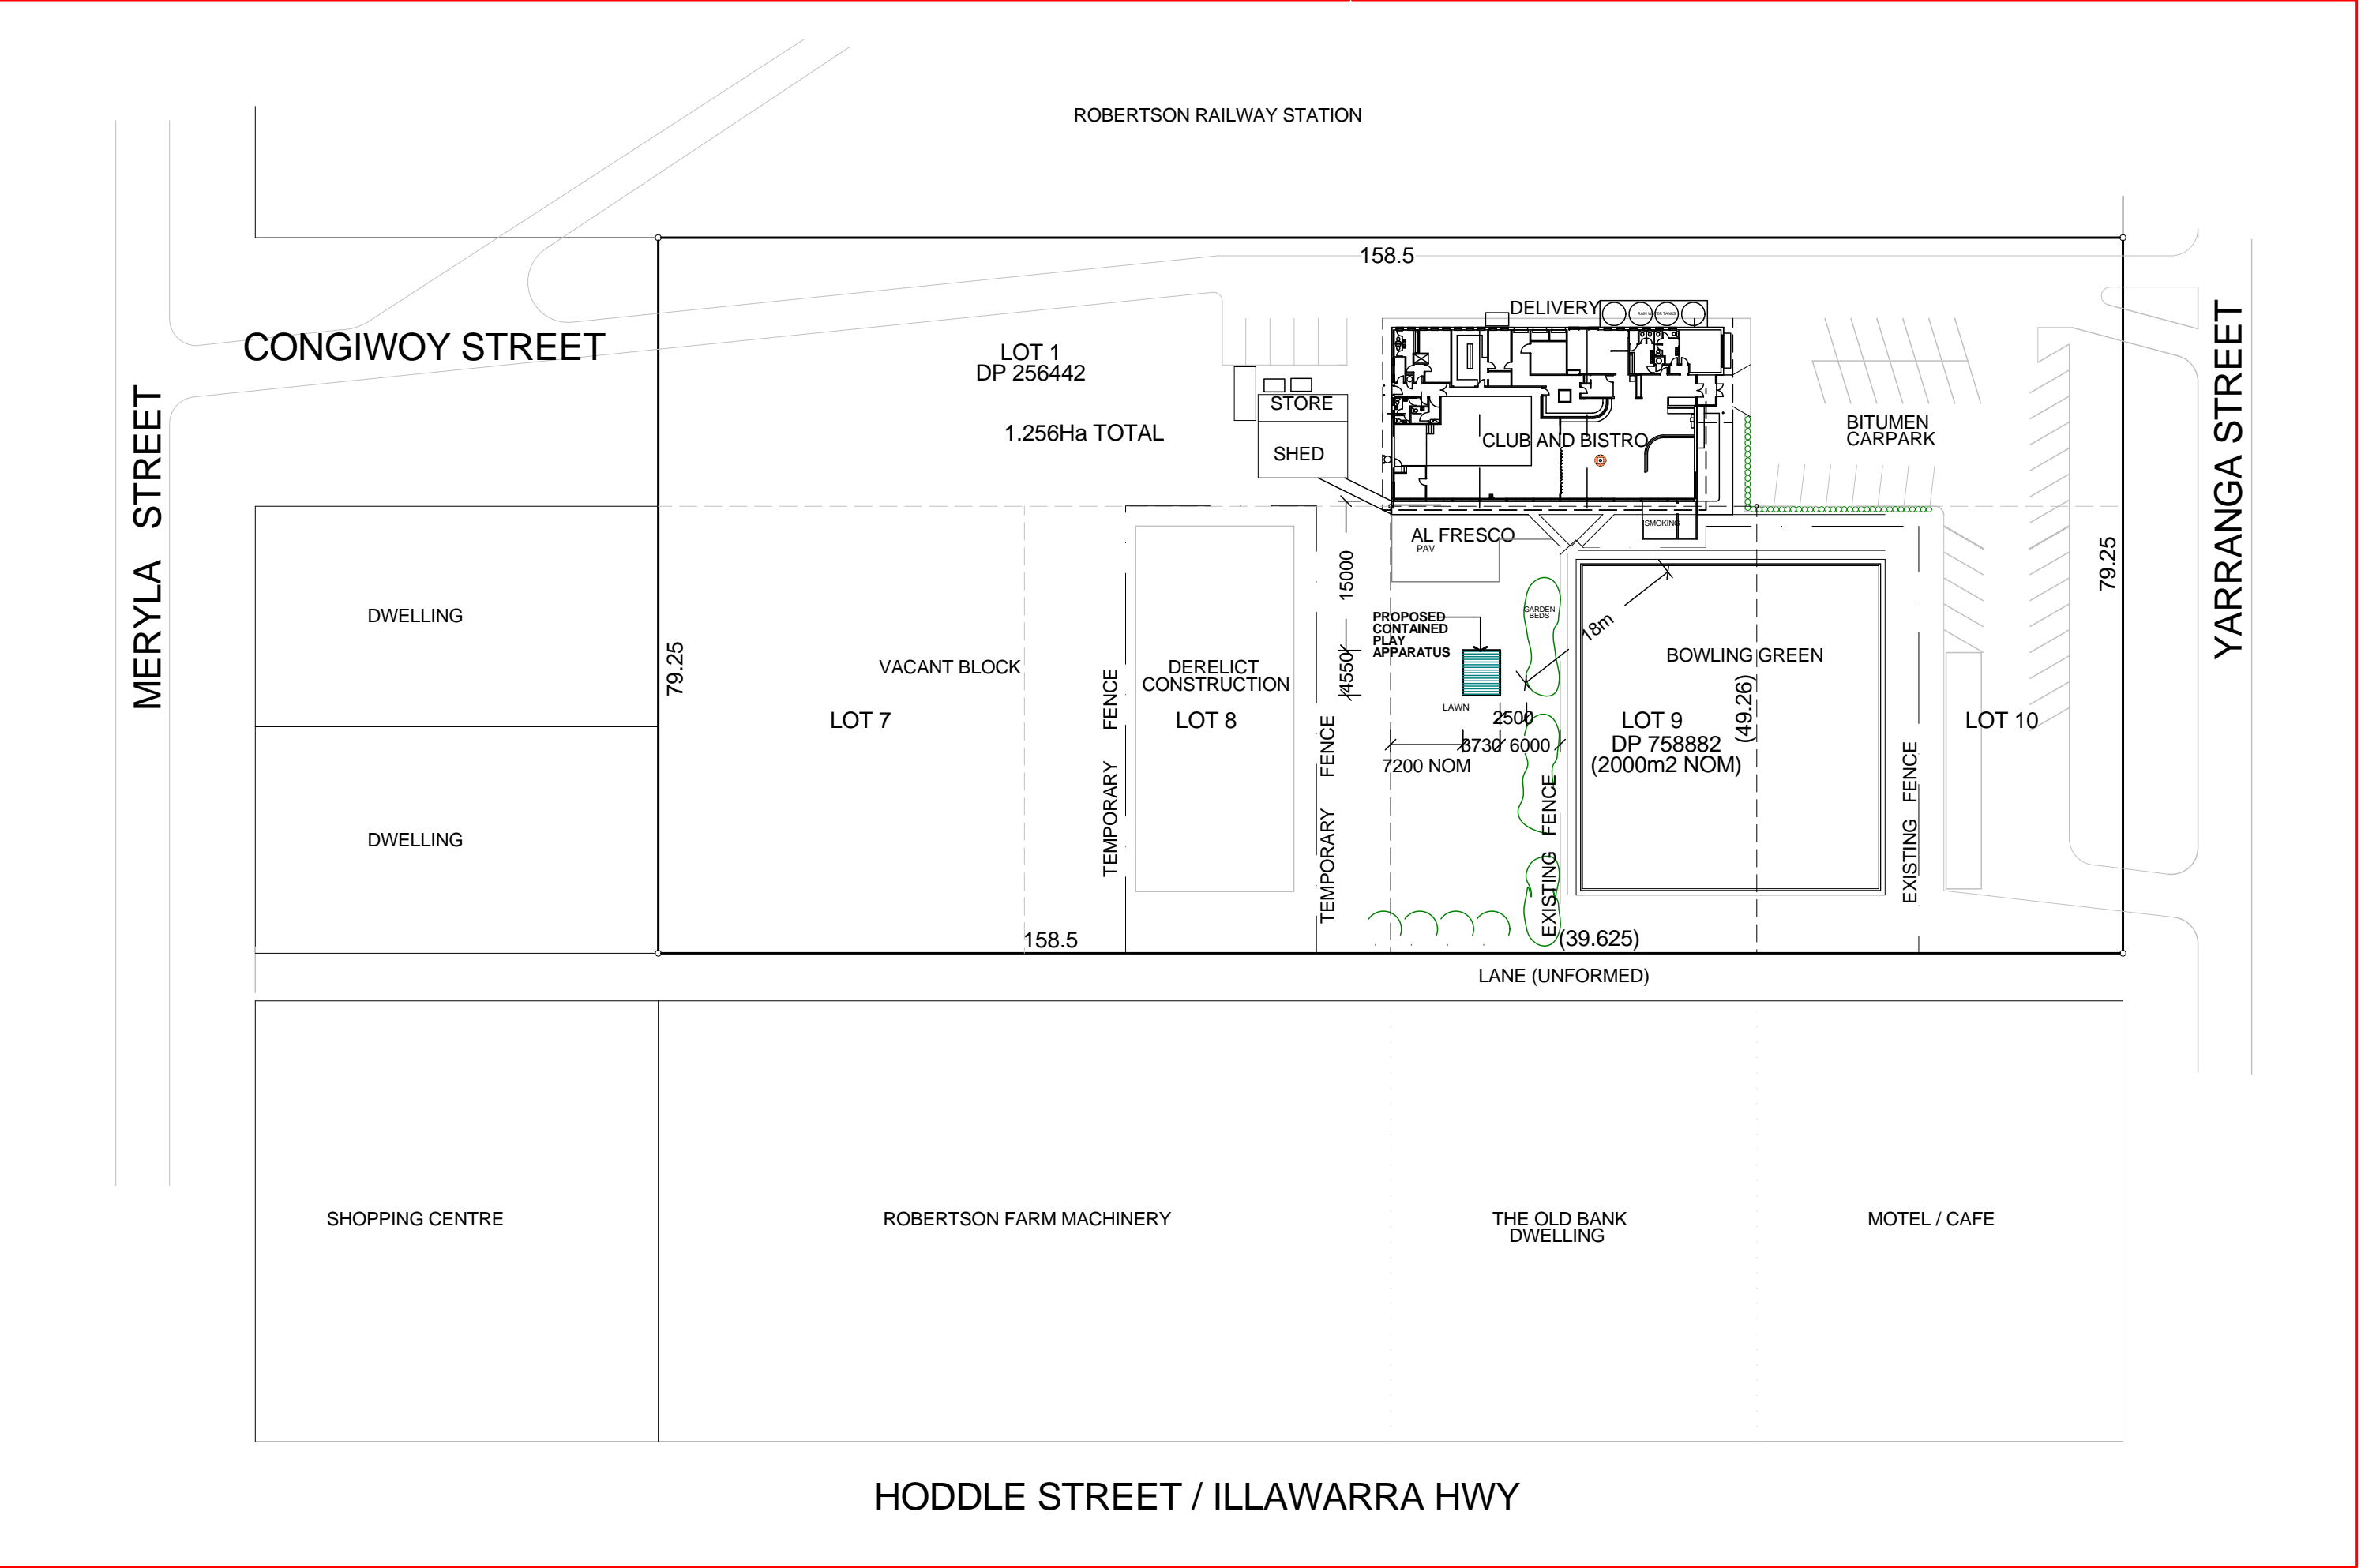 ROBERTSON RAILWAY STATION
158.5
DELIVERY
RAIN WATER TANKS
CONGIWOY STREET
LOT 1
DP 256442
1.256Ha TOTAL
STORE
SHED
CLUB AND BISTRO
BITUMEN
CARPARK
MERYLA STREET
YARRANGA STREET
SMOKING
AL FRESCO
PAV
15000
79.25
DWELLING
GARDEN
BEDS
PROPOSED
CONTAINED
PLAY
APPARATUS
18m
4550
79.25
VACANT BLOCK
DERELICT
CONSTRUCTION
BOWLING GREEN
(49.26)
LAWN
2500
LOT 7
LOT 8
LOT 9
DP 758882
(2000m2 NOM)
LOT 10
3730
6000
7200 NOM
TEMPORARY FENCE
TEMPORARY FENCE
EXISTING FENCE
EXISTING FENCE
DWELLING
158.5
(39.625)
LANE (UNFORMED)
SHOPPING CENTRE
ROBERTSON FARM MACHINERY
THE OLD BANK
DWELLING
MOTEL / CAFE
HODDLE STREET / ILLAWARRA HWY